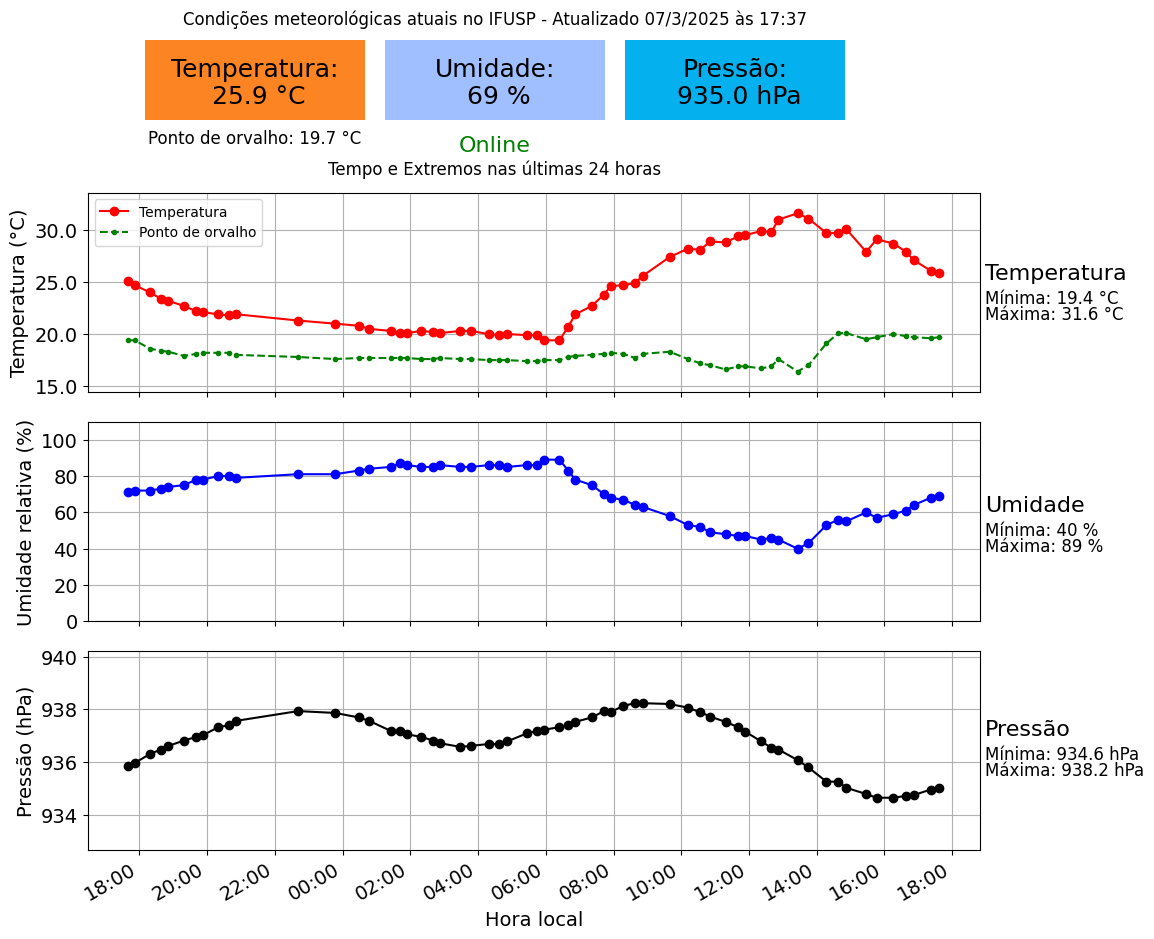 Condições meteorológicas atuais no IFUSP - Atualizado 07/3/2025 às 17:37
Temperatura:
25.9 °C
Umidade:
69 %
Pressão:
935.0 hPa
Ponto de orvalho: 19.7 °C
Online
Tempo e Extremos nas últimas 24 horas
Temperatura (°C)
30.0
25.0
20.0
15.0
Temperatura
Ponto de orvalho
Temperatura
Mínima: 19.4 °C
Máxima: 31.6 °C
Umidade relativa (%)
100
80
60
40
20
0
Umidade
Mínima: 40 %
Máxima: 89 %
Pressão (hPa)
940
938
936
934
Pressão
Mínima: 934.6 hPa
Máxima: 938.2 hPa
18:00
20:00
22:00
00:00
02:00
04:00
06:00
08:00
10:00
12:00
14:00
16:00
18:00
Hora local